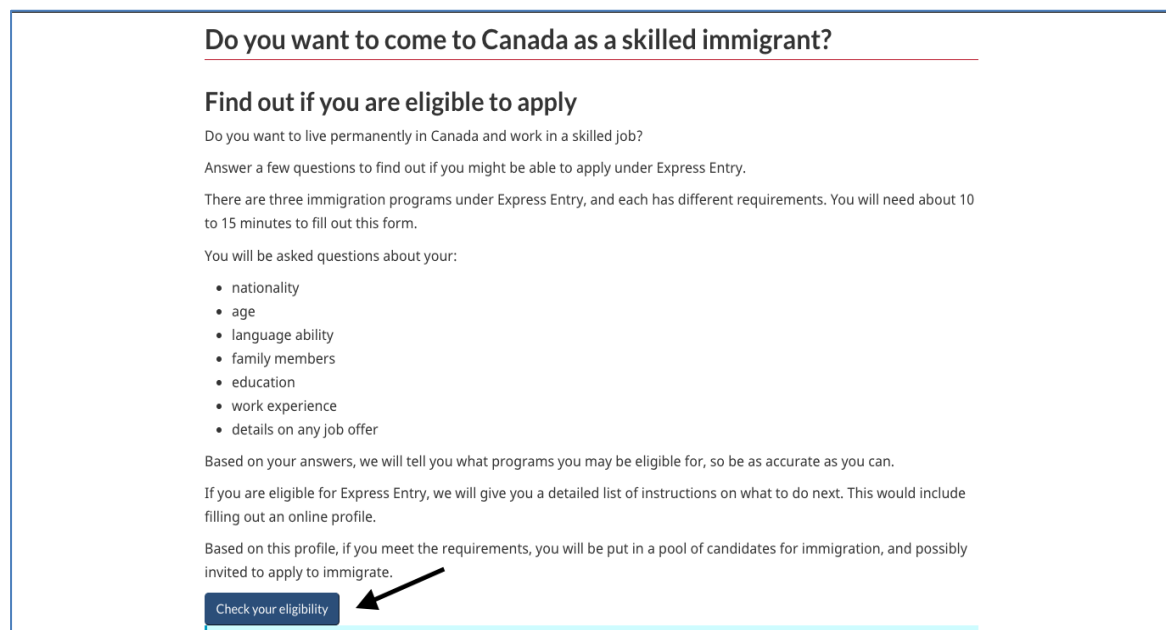 Do you want to come to Canada as a skilled immigrant?
Find out if you are eligible to apply
Do you want to live permanently in Canada and work in a skilled job?
Answer a few questions to find out if you might be able to apply under Express Entry.
There are three immigration programs under Express Entry, and each has different requirements. You will need about 10
to 15 minutes to fill out this form.
You will be asked questions about your:
• nationality
• age
• language ability
• family members
• education
• work experience
• details on any job offer
Based on your answers, we will tell you what programs you may be eligible for, so be as accurate as you can.
If you are eligible for Express Entry, we will give you a detailed list of instructions on what to do next. This would include
filling out an online profile.
Based on this profile, if you meet the requirements, you will be put in a pool of candidates for immigration, and possibly
invited to apply to immigrate.
Check your eligibility